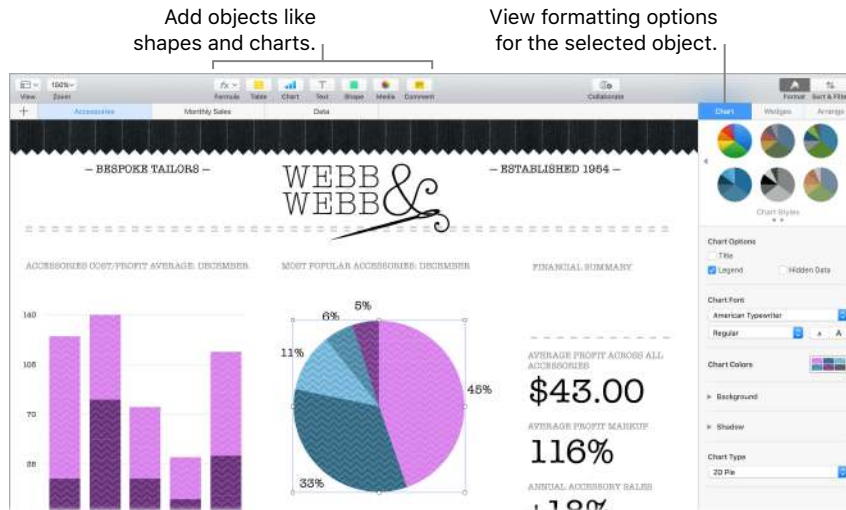 Add objects like
shapes and charts.
View formatting options
for the selected object.
100%
View Zoom
Formula Table Chart Text Shape Media Comment
Collaborate
Format Sort & Filte
Accessories Monthly Sales Data
Chart Wedges Arrange
– BESPOKE TAILORS –
WEBB &
WEBB
– ESTABLISHED 1954 –
Chart Styles
Chart Options
Title
Legend Hidden Data
Chart Font
American Typewriter
Regular A A
Chart Colors
Background
Shadow
Chart Type
2D Pie
ACCESSORIES COST/PROFIT AVERAGE: DECEMBER
140
105
70
MOST POPULAR ACCESSORIES: DECEMBER
5%
6%
11%
45%
33%
FINANCIAL SUMMARY
AVERAGE PROFIT ACROSS ALL
ACCESSORIES
$43.00
AVERAGE PROFIT MARKUP
116%
ANNUAL ACCESSORY SALES
+18%